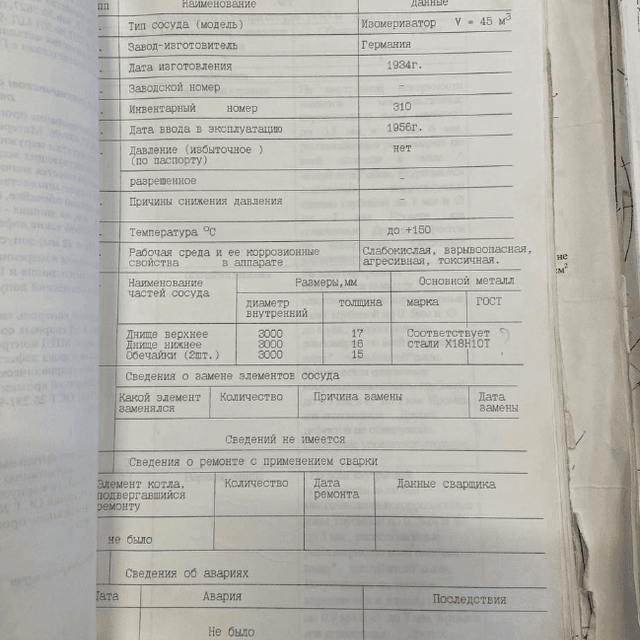 пп Наименование Данные
Тип сосуда (модель) Изомеризатор V = 45 м³
Завод-изготовитель Германия
Дата изготовления 1934г.
Заводской номер -
Инвентарный номер 310
Дата ввода в эксплуатацию 1956г.
Давление (избыточное ) нет
(по паспорту)
разрешенное -
Причины снижения давления -
Температура °С до +150
Рабочая среда и ее коррозионные Слабокислая, взрывоопасная,
свойства в аппарате агресивная, токсичная.
Наименование Размеры,мм Основной металл
частей сосуда
диаметр толщина марка ГОСТ
внутренний
Днище верхнее 3000 17 Соответствует
Днище нижнее 3000 16 стали Х18Н10Т
Обечайки (2шт.) 3000 15
Сведения о замене элементов сосуда
Какой элемент Количество Причина замены Дата
заменялся замены
Сведений не имеется
Сведения о ремонте с применением сварки
Элемент котла, Количество Дата Данные сварщика
подвергавшийся ремонта
ремонту
не было
Сведения об авариях
Дата Авария Последствия
Не было